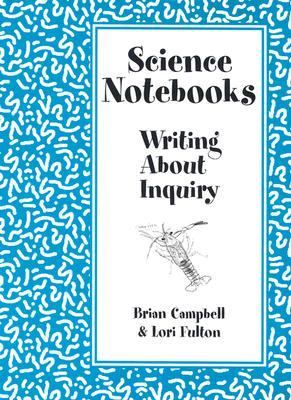 Science
Notebooks
Writing
About
Inquiry
Brian Campbell
& Lori Fulton